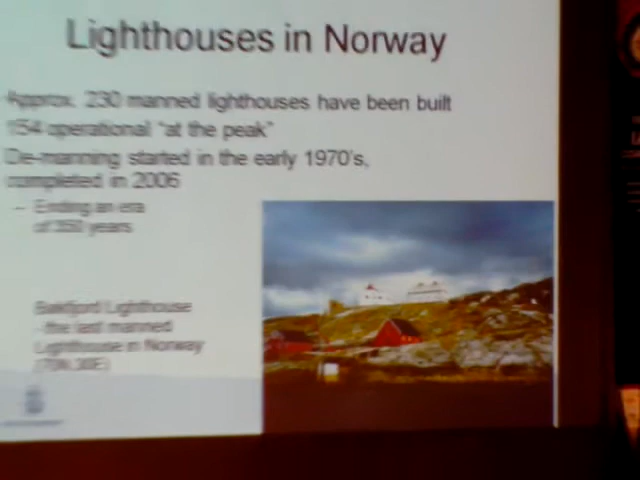 Lighthouses in Norway
Approx. 230 manned lighthouses have been built
154 operational "at the peak"
De-manning started in the early 1970's,
completed in 2006
– Ending an era
of 350 years
Lighthouse
- the last manned
Lighthouse in Norway